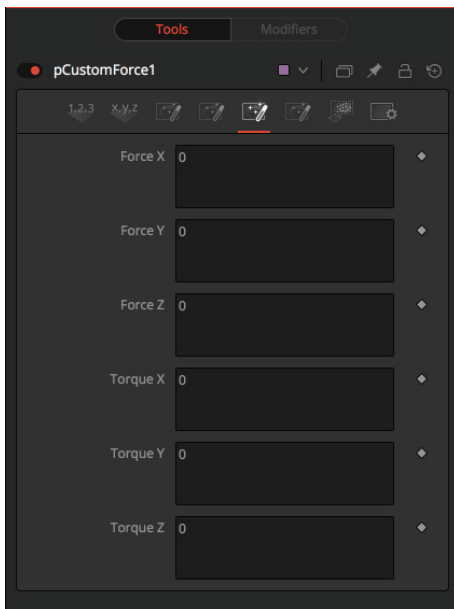 Tools Modifiers
pCustomForce1
1,2,3 x,y,z
Force X 0
Force Y 0
Force Z 0
Torque X 0
Torque Y 0
Torque Z 0